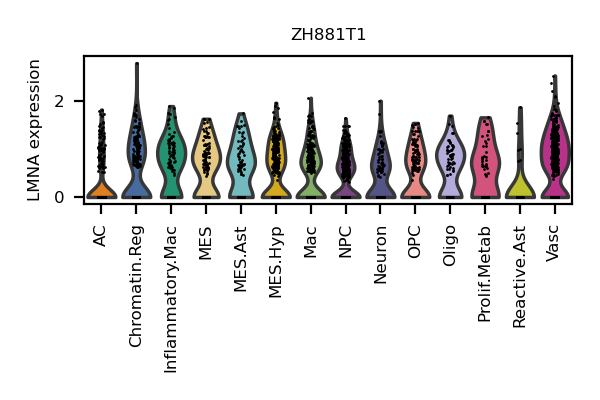 ZH881T1
LMNA expression
2
0
AC
Chromatin.Reg
Inflammatory.Mac
MES
MES.Ast
MES.Hyp
Mac
NPC
Neuron
OPC
Oligo
Prolif.Metab
Reactive.Ast
Vasc